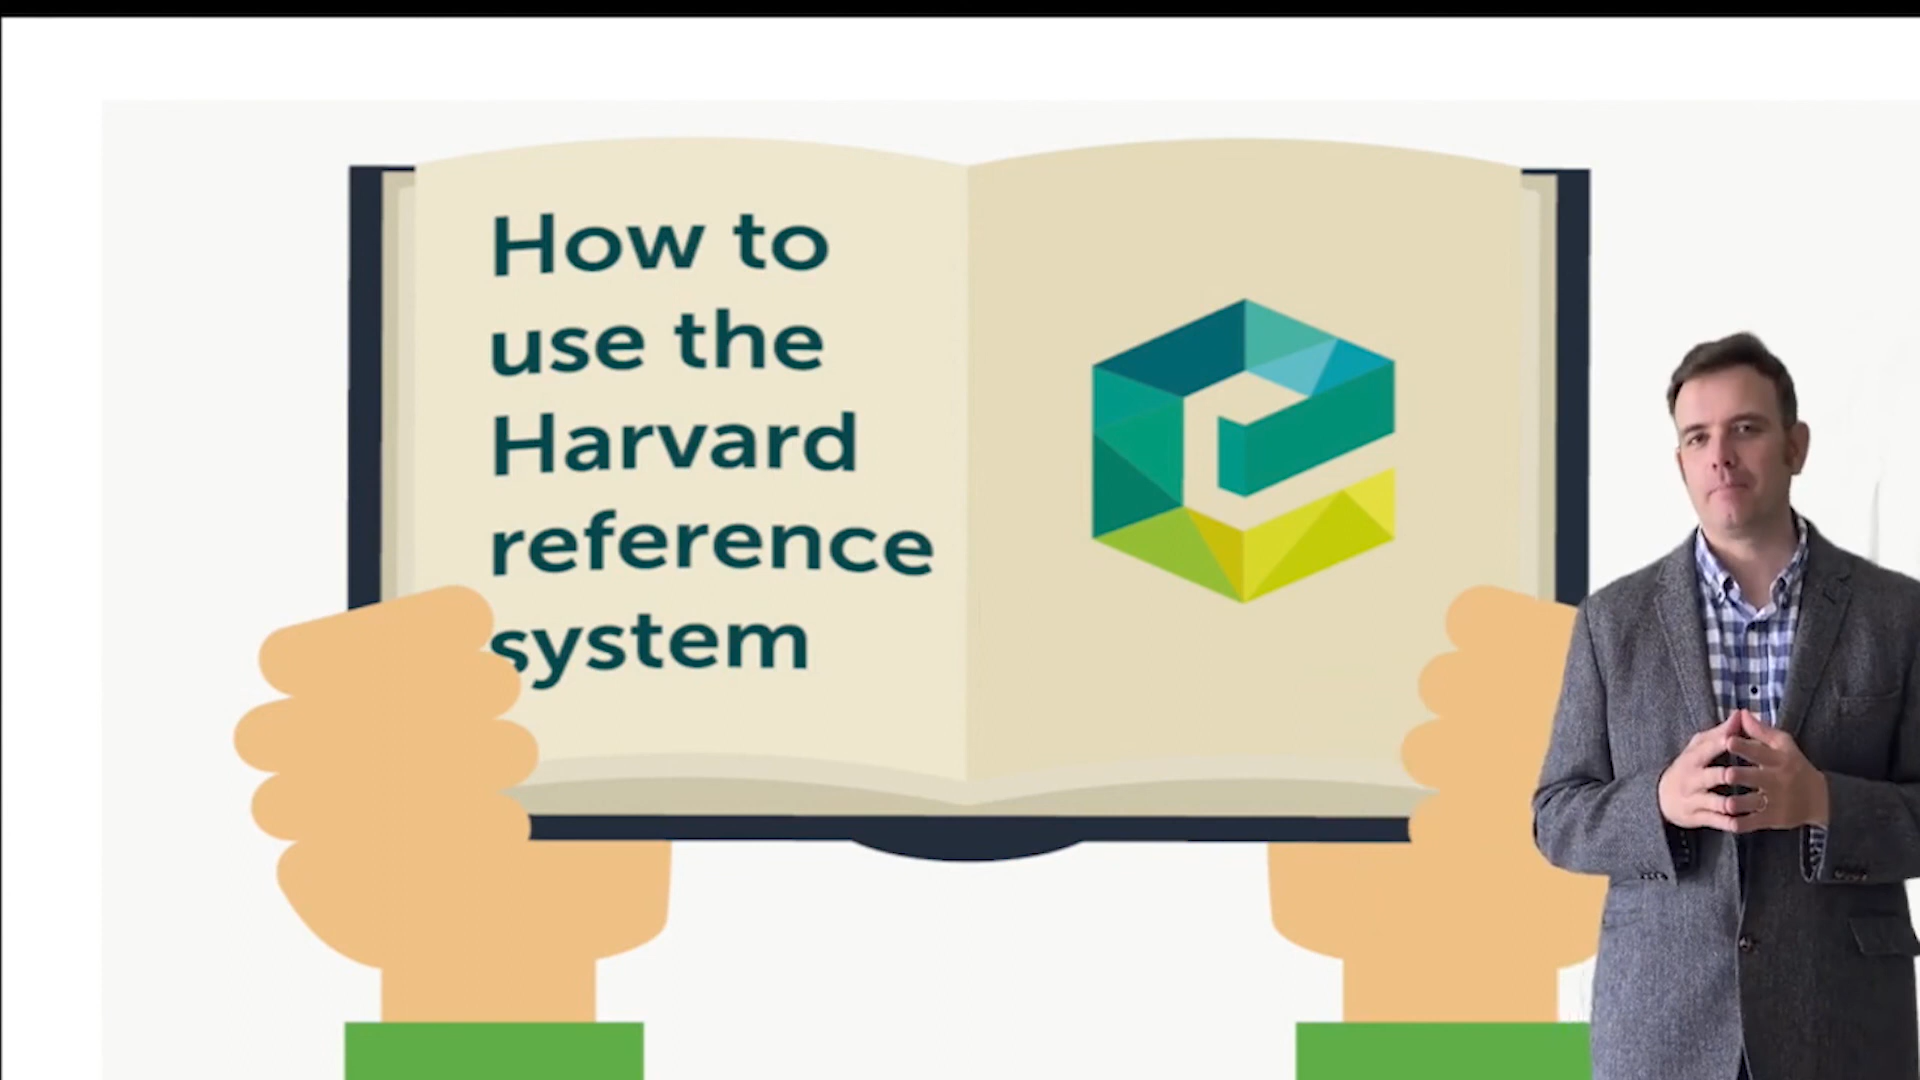 How to
use the
Harvard
reference
system